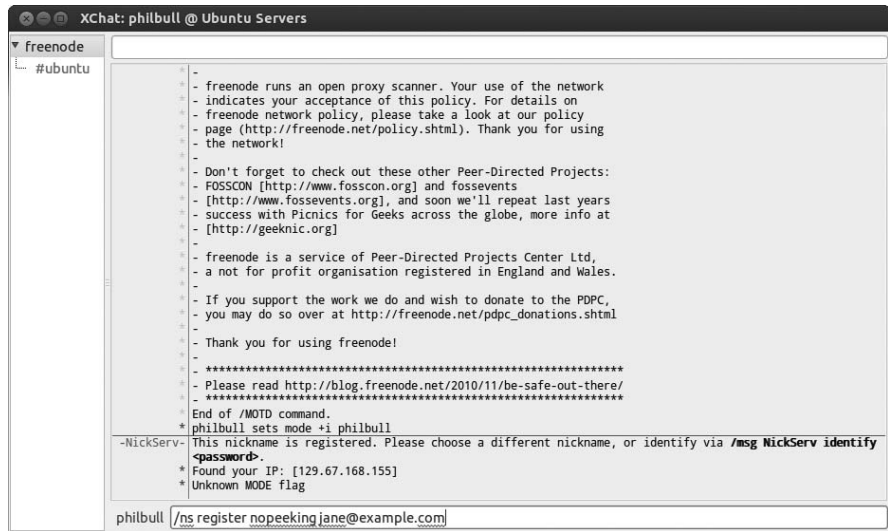 XChat: philbull @ Ubuntu Servers
freenode
#ubuntu
* -
* - freenode runs an open proxy scanner. Your use of the network
* - indicates your acceptance of this policy. For details on
* - freenode network policy, please take a look at our policy
* - page (http://freenode.net/policy.shtml). Thank you for using
* - the network!
* -
* - Don't forget to check out these other Peer-Directed Projects:
* - FOSSCON [http://www.fosscon.org] and fossevents
* - [http://www.fossevents.org], and soon we'll repeat last years
* - success with Picnics for Geeks across the globe, more info at
* - [http://geeknic.org]
* -
* - freenode is a service of Peer-Directed Projects Center Ltd,
* - a not for profit organisation registered in England and Wales.
* -
* - If you support the work we do and wish to donate to the PDPC,
* - you may do so over at http://freenode.net/pdpc_donations.shtml
* -
* - Thank you for using freenode!
* -
* - ***************************************************************
* - Please read http://blog.freenode.net/2010/11/be-safe-out-there/
* - ***************************************************************
* End of /MOTD command.
* philbull sets mode +i philbull
-NickServ- This nickname is registered. Please choose a different nickname, or identify via /msg NickServ identify
<password>.
* Found your IP: [129.67.168.155]
* Unknown MODE flag
philbull /ns register nopeeking jane@example.com